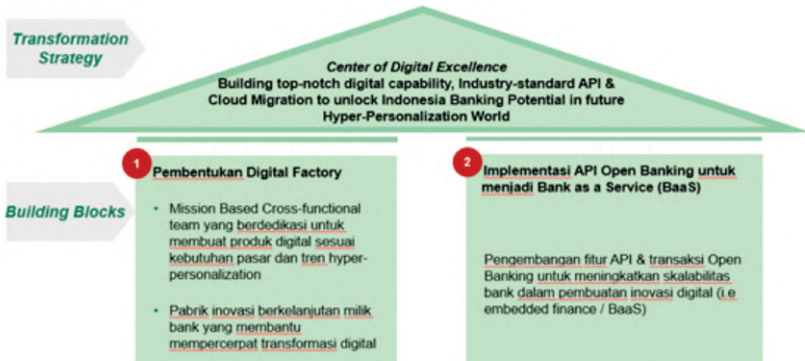 Transformation
Strategy
Center of Digital Excellence
Building top-notch digital capability, Industry-standard API &
Cloud Migration to unlock Indonesia Banking Potential in future
Hyper-Personalization World
Building Blocks
1
Pembentukan Digital Factory
• Mission Based Cross-functional
team yang berdedikasi untuk
membuat produk digital sesuai
kebutuhan pasar dan tren hyper-
personalization
• Pabrik inovasi berkelanjutan milik
bank yang membantu
mempercerpat transformasi digital
2
Implementasi API Open Banking untuk
menjadi Bank as a Service (BaaS)
Pengembangan fitur API & transaksi Open
Banking untuk meningkatkan skalabilitas
bank dalam pembuatan inovasi digital (i.e
embedded finance / BaaS)